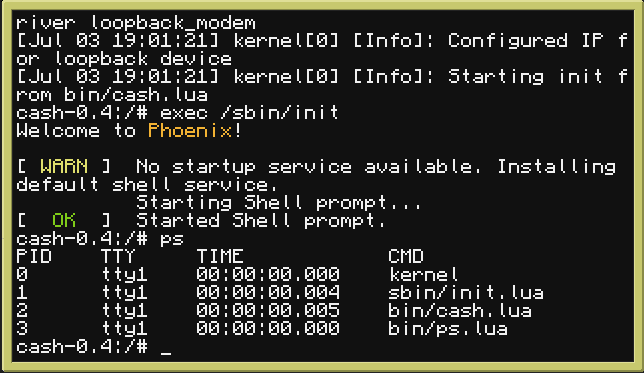 river loopback_modem
[Jul 03 19:01:21] kernel[0] [Info]: Configured IP f
or loopback device
[Jul 03 19:01:21] kernel[0] [Info]: Starting init f
rom bin/cash.lua
cash-0.4:/# exec /sbin/init
Welcome to Phoenix!
[ WARN ] No startup service available. Installing
default shell service.
Starting Shell prompt...
[  OK  ] Started Shell prompt.
cash-0.4:/# ps
PID TTY TIME CMD
0 tty1 00:00:00.000 kernel
1 tty1 00:00:00.004 sbin/init.lua
2 tty1 00:00:00.005 bin/cash.lua
3 tty1 00:00:00.000 bin/ps.lua
cash-0.4:/# _